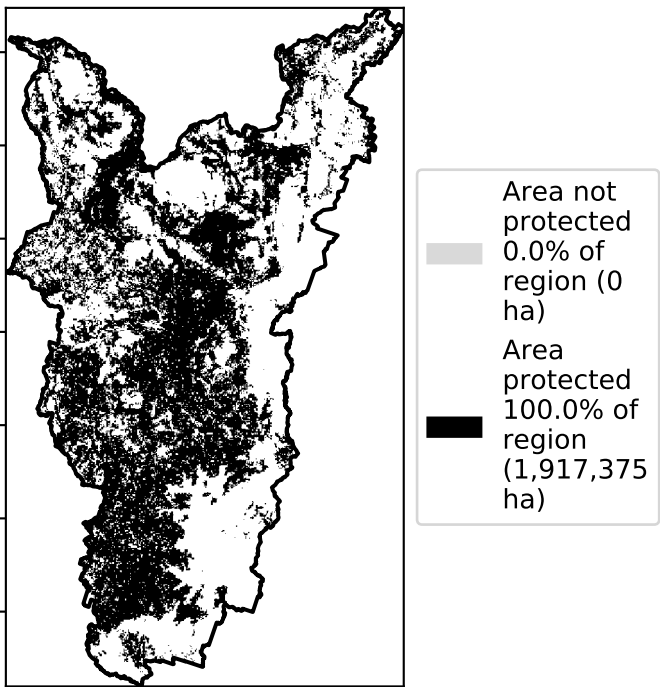 Area not
protected
0.0% of
region (0
ha)
Area
protected
100.0% of
region
(1,917,375
ha)